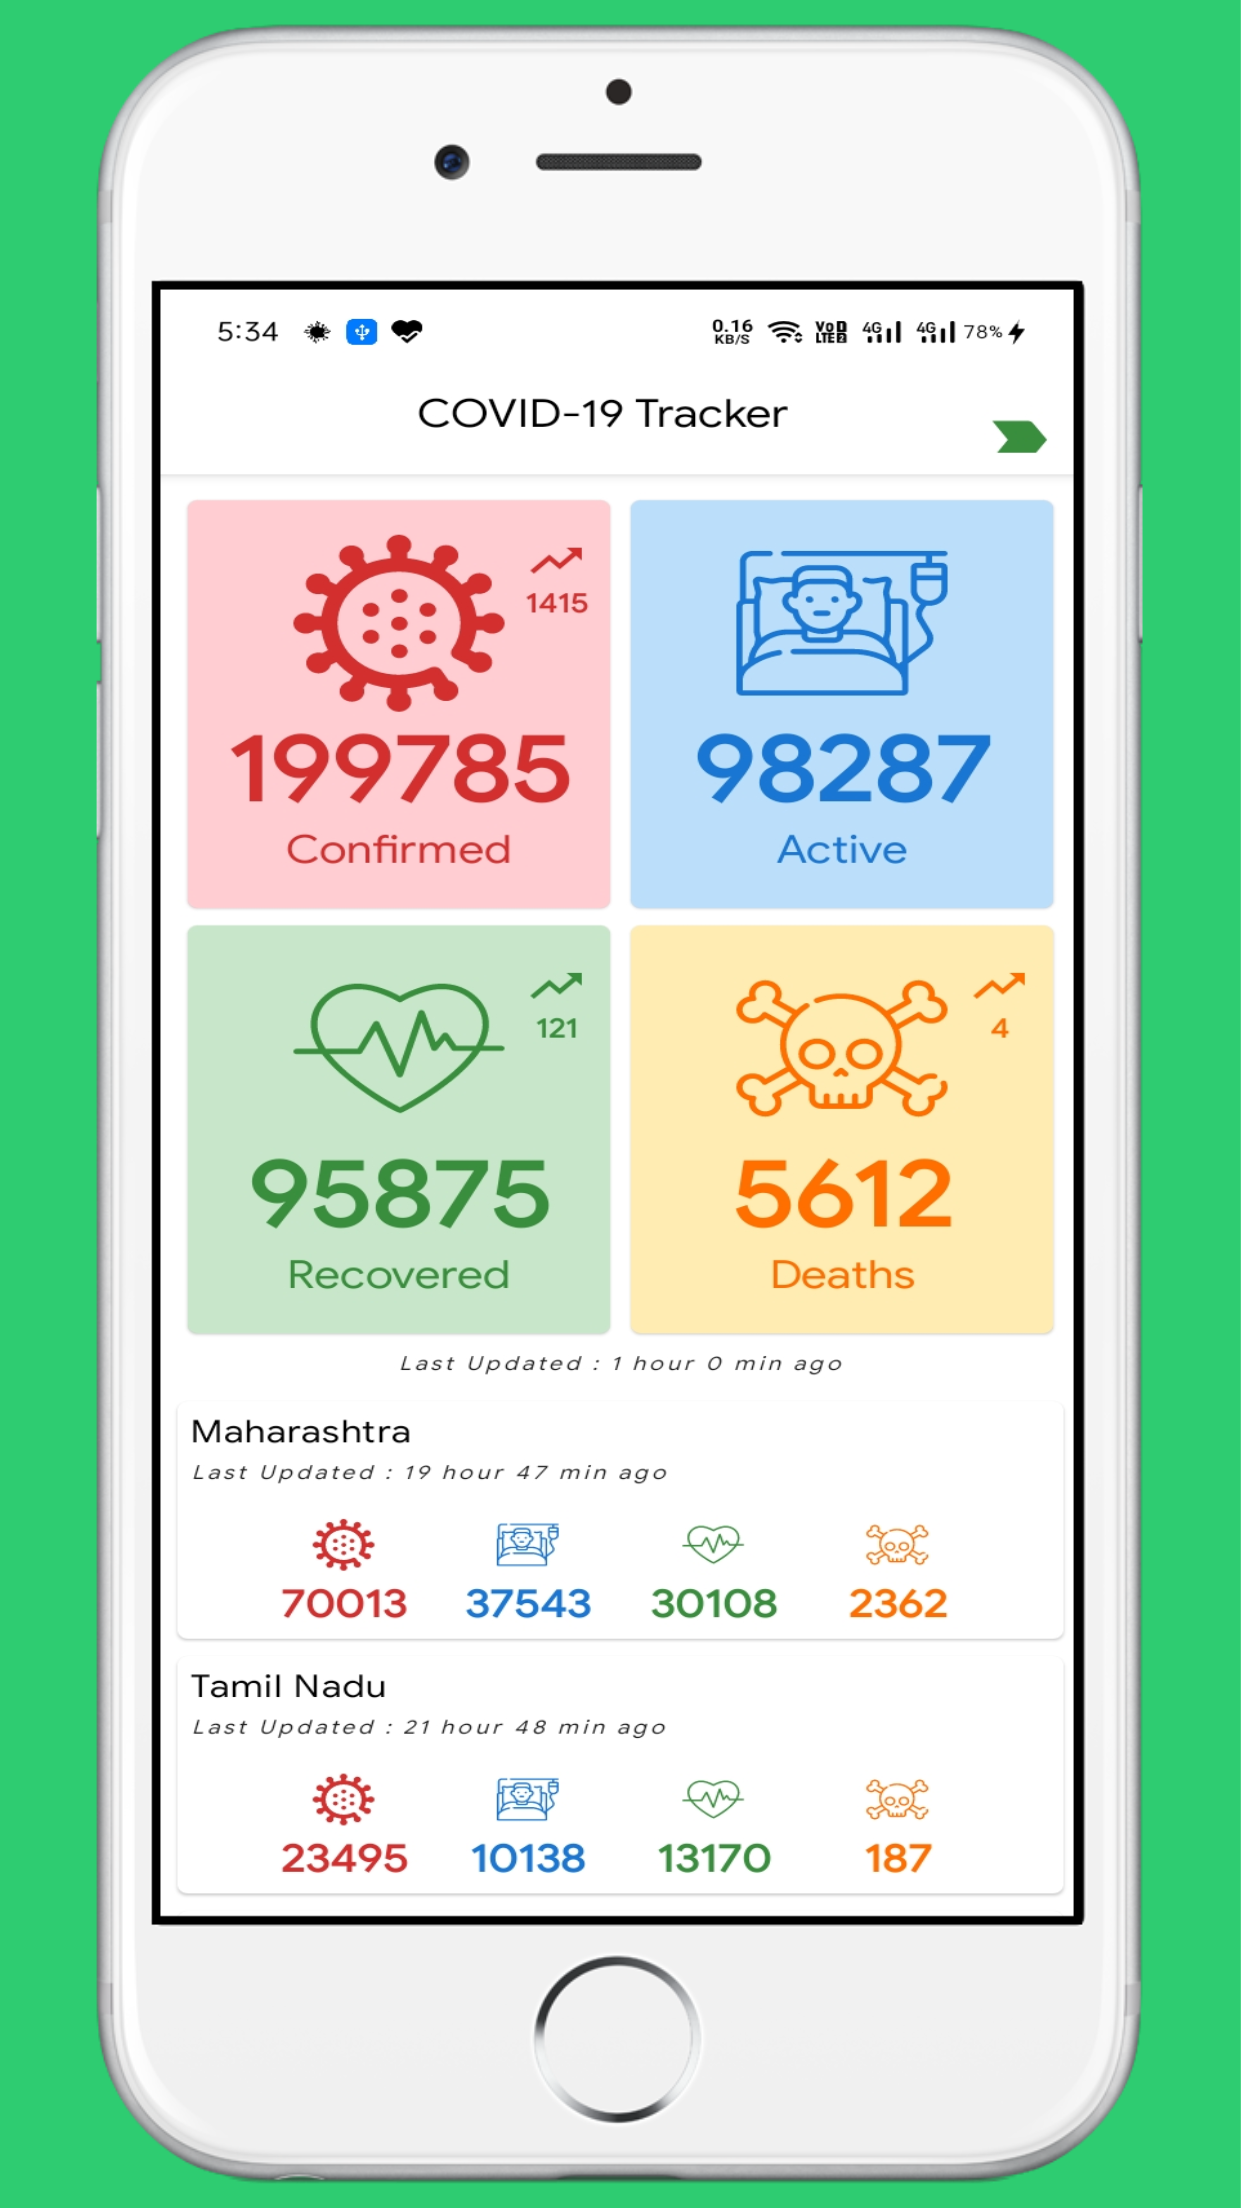 5:34 0.16 KB/S VoD LTE 2 4G 4G 78%
COVID-19 Tracker
1415
199785
Confirmed
98287
Active
121
95875
Recovered
4
5612
Deaths
Last Updated : 1 hour 0 min ago
Maharashtra
Last Updated : 19 hour 47 min ago
70013 37543 30108 2362
Tamil Nadu
Last Updated : 21 hour 48 min ago
23495 10138 13170 187